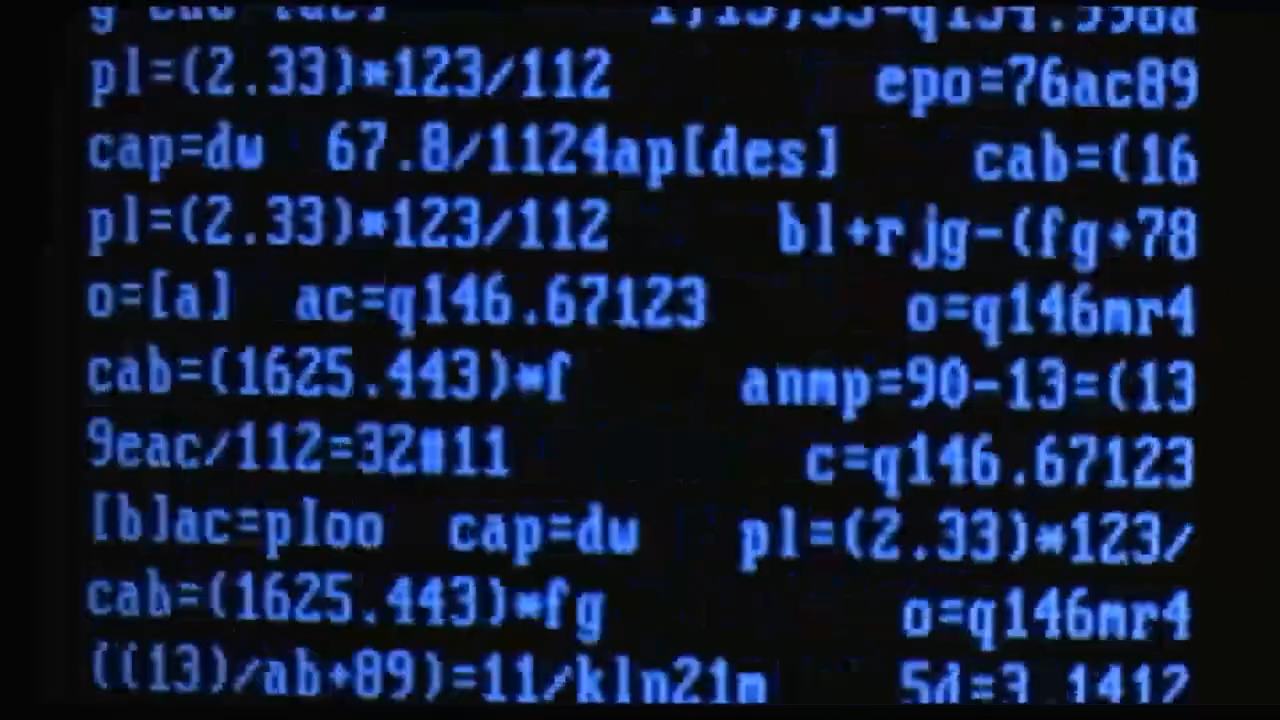 pl=(2.33)*123/112 epo=76ac89
cap=du 67.8/1124ap[des] cab=(16
pl=(2.33)*123/112 bl+rjg-(fg+78
o=[a] ac=q146.67123 o=q146mr4
cab=(1625.443)*f anmp=90-13=(13
9eac/112=32#11 c=q146.67123
[b]ac=ploo cap=du pl=(2.33)*123/
cab=(1625.443)*fg o=q146mr4
((13)/ab+89)=11/klp21m 5d=3.1412